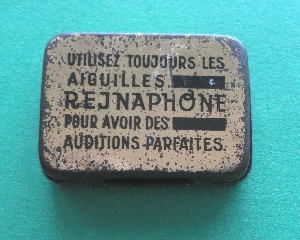 UTILISEZ TOUJOURS LES
AIGUILLES
REJNAPHONE
POUR AVOIR DES
AUDITIONS PARFAITES